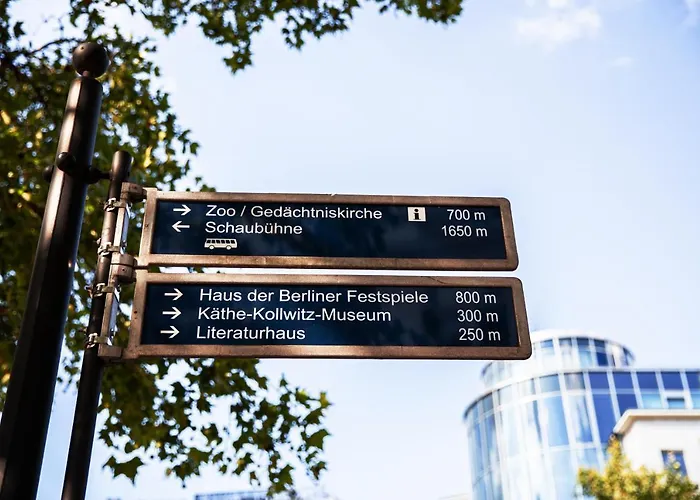 → Zoo / Gedächtniskirche i 700 m
← Schaubühne 1650 m
→ Haus der Berliner Festspiele 800 m
→ Käthe-Kollwitz-Museum 300 m
→ Literaturhaus 250 m